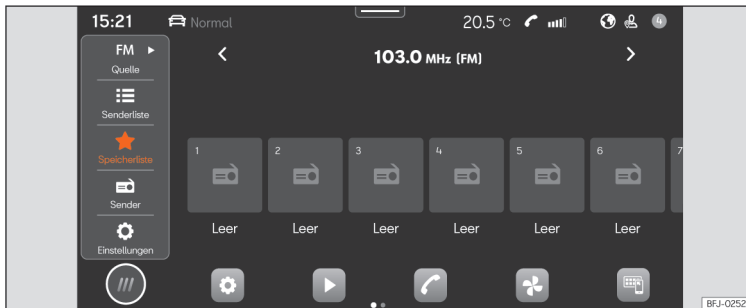 15:21 Normal 20.5 °C 4
FM
Quelle
103.0 MHz (FM)
Senderliste
Speicherliste
1 2 3 4 5 6 7
Sender
Leer Leer Leer Leer Leer Leer
Einstellungen
BFJ-0252